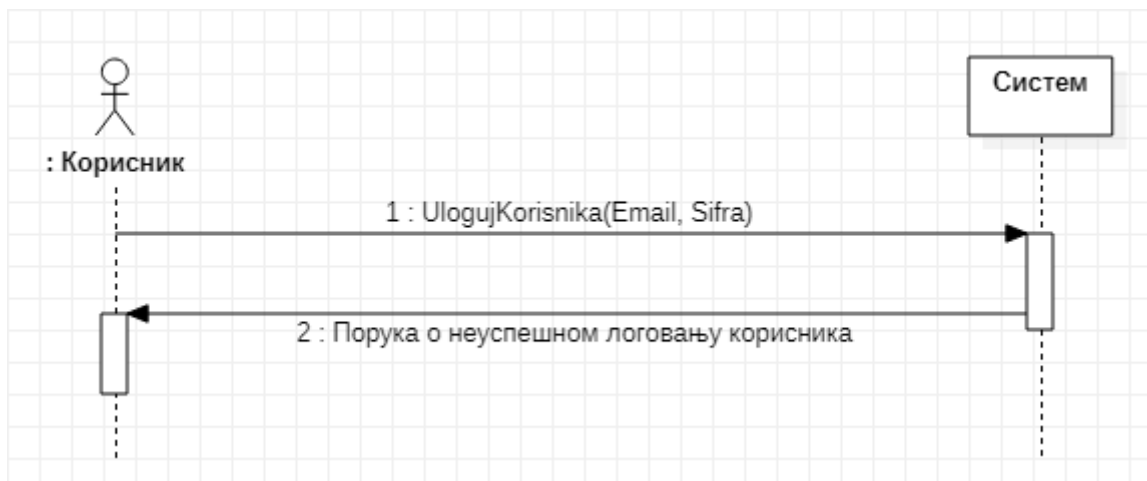 Систем
: Корисник
1 : UlogujKorisnika(Email, Sifra)
2 : Порука о неуспешном логовању корисника